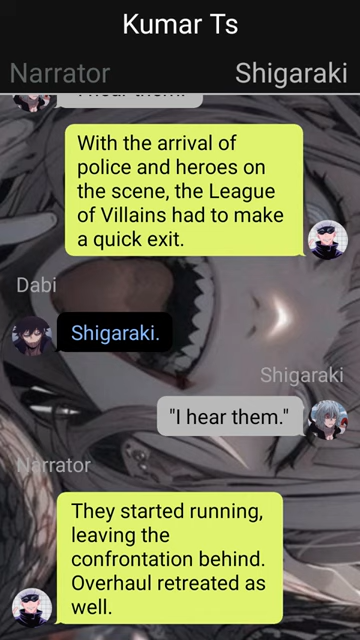 Kumar Ts
Narrator
Shigaraki
"I hear them."
With the arrival of
police and heroes on
the scene, the League
of Villains had to make
a quick exit.
Dabi
Shigaraki.
Shigaraki
"I hear them."
Narrator
They started running,
leaving the
confrontation behind.
Overhaul retreated as
well.